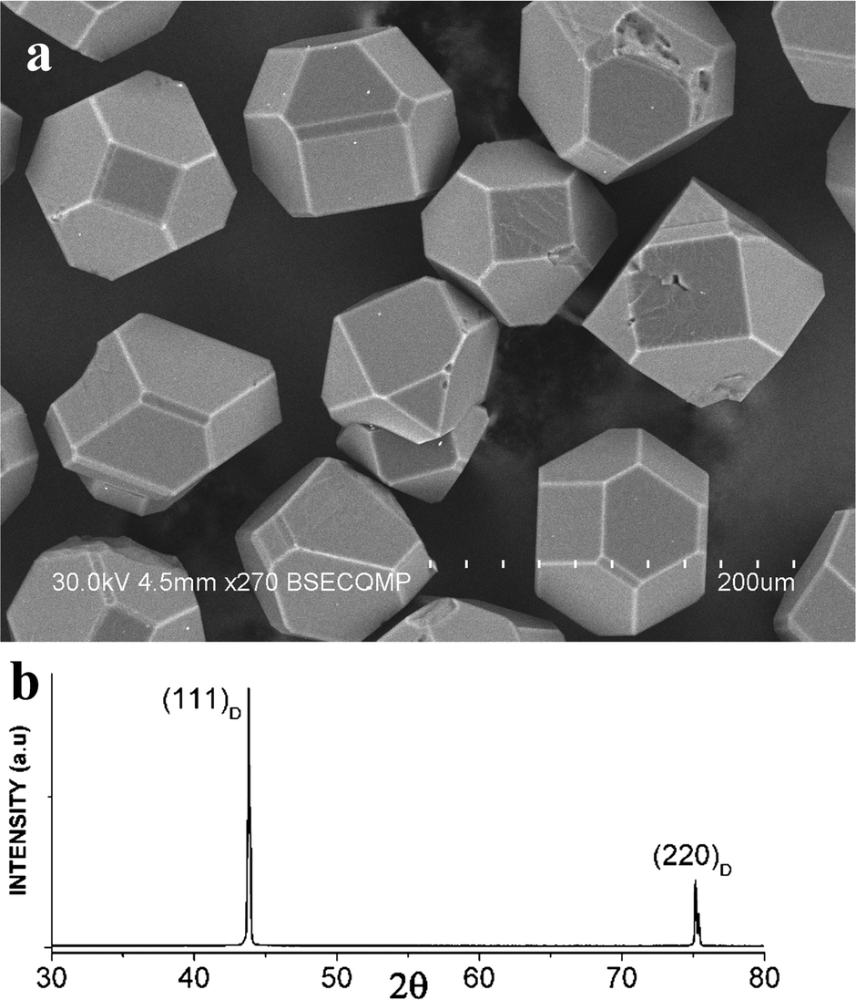 a
30.0kV 4.5mm x270 BSECOMP 200um
b
(111)D
(220)D
INTENSITY (a.u)
30 40 50 60 70 80
2θ